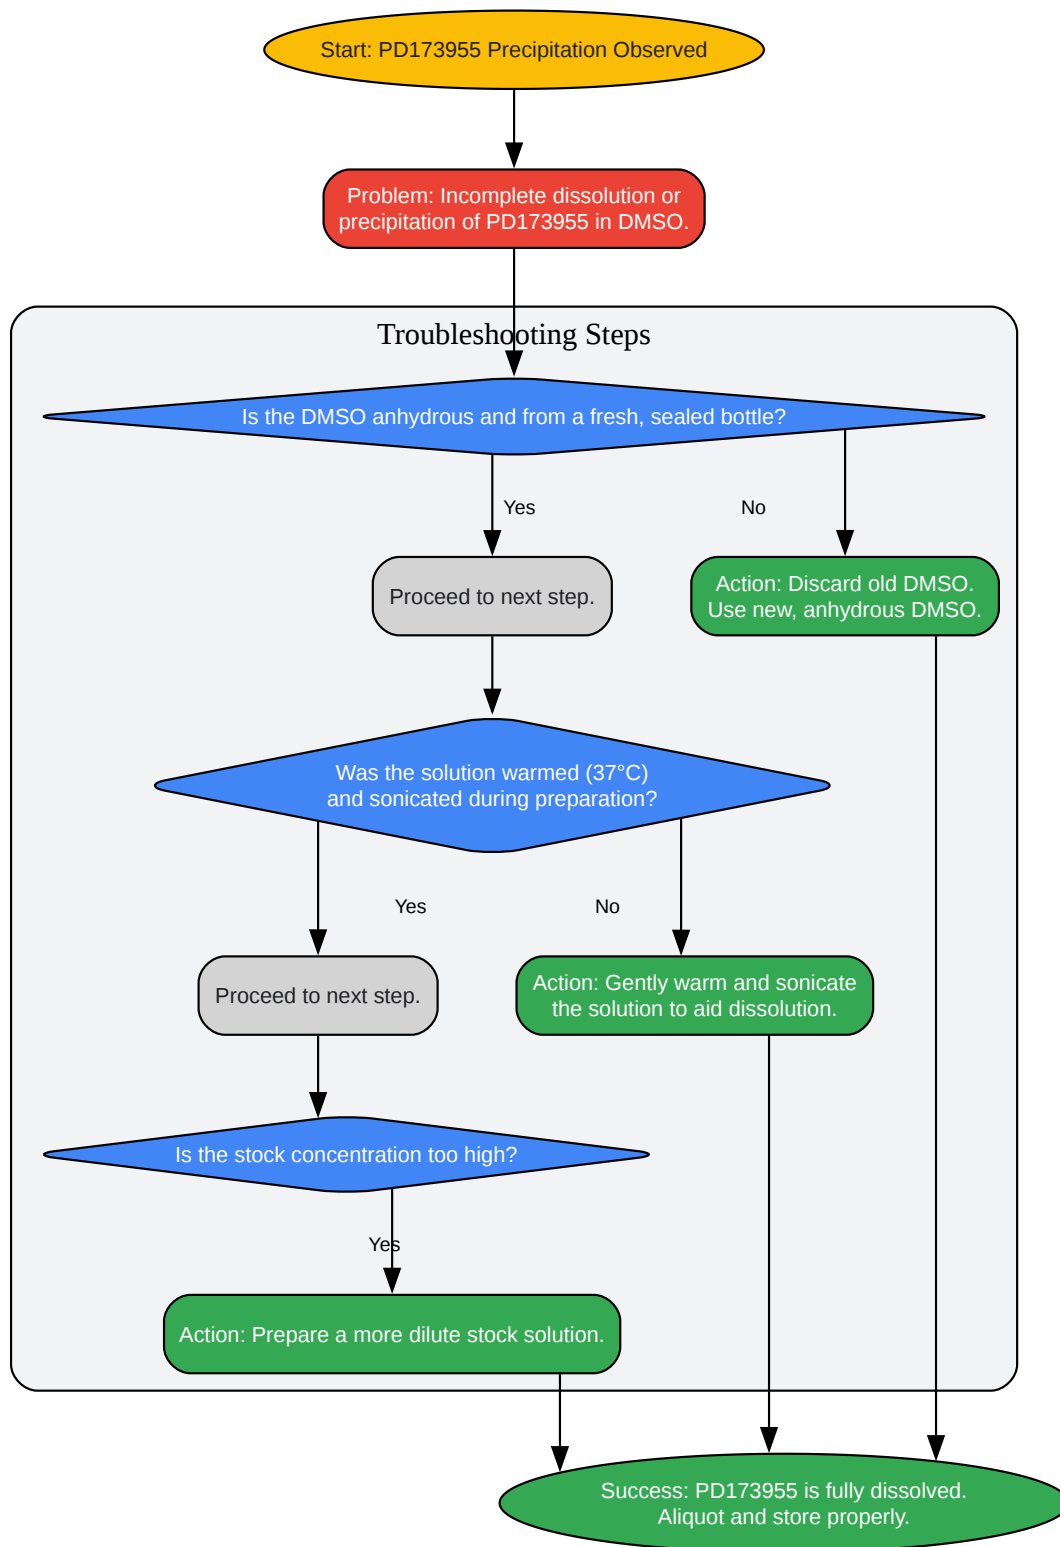 Start: PD173955 Precipitation Observed
Problem: Incomplete dissolution or
precipitation of PD173955 in DMSO.
Troubleshooting Steps
Is the DMSO anhydrous and from a fresh, sealed bottle?
Yes
No
Proceed to next step.
Action: Discard old DMSO.
Use new, anhydrous DMSO.
Was the solution warmed (37°C)
and sonicated during preparation?
Yes
No
Proceed to next step.
Action: Gently warm and sonicate
the solution to aid dissolution.
Is the stock concentration too high?
Yes
Action: Prepare a more dilute stock solution.
Success: PD173955 is fully dissolved.
Aliquot and store properly.